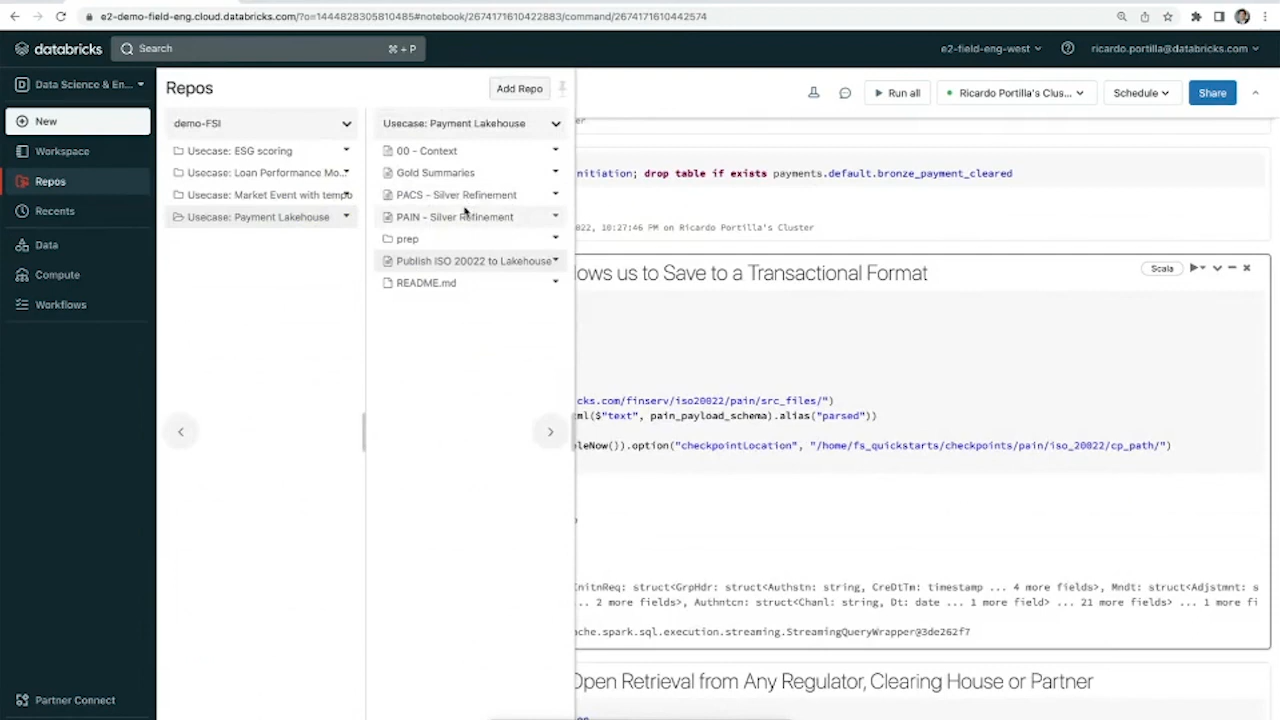 e2-demo-field-eng.cloud.databricks.com/?o=1444828305810485#notebook/2674171610422883/command/2674171610442574
databricks
Search
⌘ + P
e2-field-eng-west
ricardo.portilla@databricks.com
Data Science & En...
New
Workspace
Repos
Recents
Data
Compute
Workflows
Partner Connect
Repos
Add Repo
demo-FSI
Usecase: ESG scoring
Usecase: Loan Performance Mo...
Usecase: Market Event with tempo
Usecase: Payment Lakehouse
Usecase: Payment Lakehouse
00 - Context
Gold Summaries
PACS - Silver Refinement
PAIN - Silver Refinement
prep
Publish ISO 20022 to Lakehouse
README.md
Run all
Ricardo Portilla's Clus...
Schedule
Share
er
nitiation; drop table if exists payments.default.bronze_payment_cleared
022, 10:27:46 PM on Ricardo Portilla's Cluster
lows us to Save to a Transactional Format
Scala
cks.com/finserv/iso20022/pain/src_files/")
ml($"text", pain_payload_schema).alias("parsed"))
leNow()).option("checkpointLocation", "/home/fs_quickstarts/checkpoints/pain/iso_20022/cp_path/")
InitnReq: struct<GrpHdr: struct<Authstn: string, CreDtTm: timestamp ... 4 more fields>, Mndt: struct<Adjstmnt: s
.. 2 more fields>, Authntcn: struct<Chanl: string, Dt: date ... 1 more field> ... 21 more fields> ... 1 more fi
che.spark.sql.execution.streaming.StreamingQueryWrapper@3de262f7
Open Retrieval from Any Regulator, Clearing House or Partner